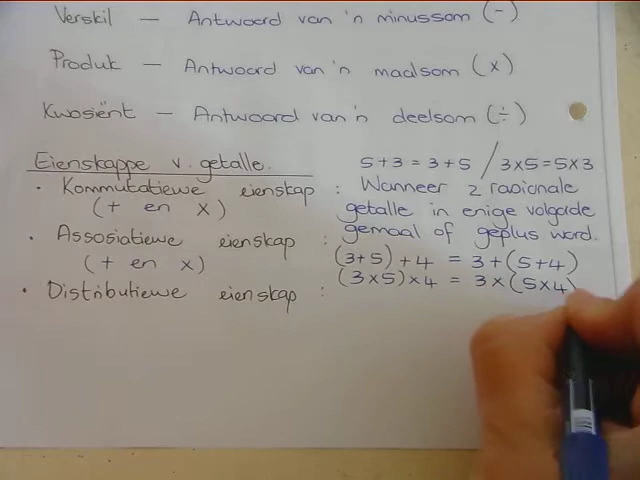 Verskil — Antwoord van 'n minussom (-)
Produk — Antwoord van 'n maalsom (x)
Kwosiënt — Antwoord van 'n deelsom (÷)
Eienskappe v. getalle.
5+3 = 3+5 / 3x5 = 5x3
• Kommutatiewe eienskap : Wanneer 2 rasionale
(+ en x) getalle in enige volgorde
gemaal of geplus word.
• Assosiatiewe eienskap : (3+5)+4 = 3+(5+4)
(+ en x) (3x5)x4 = 3x(5x4)
• Distributiewe eienskap :